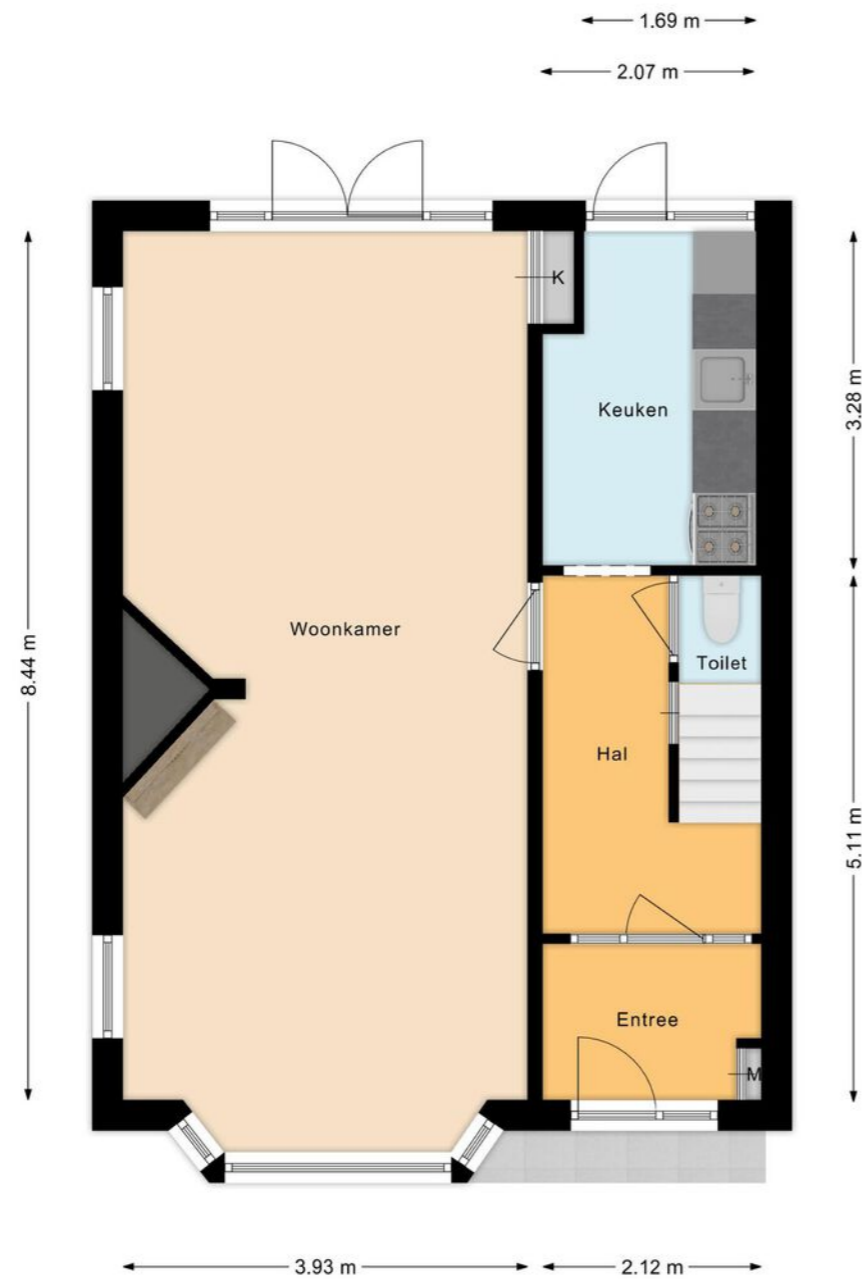 1.69 m
2.07 m
K
Keuken
3.28 m
Woonkamer
8.44 m
Toilet
Hal
5.11 m
Entree
M
3.93 m
2.12 m